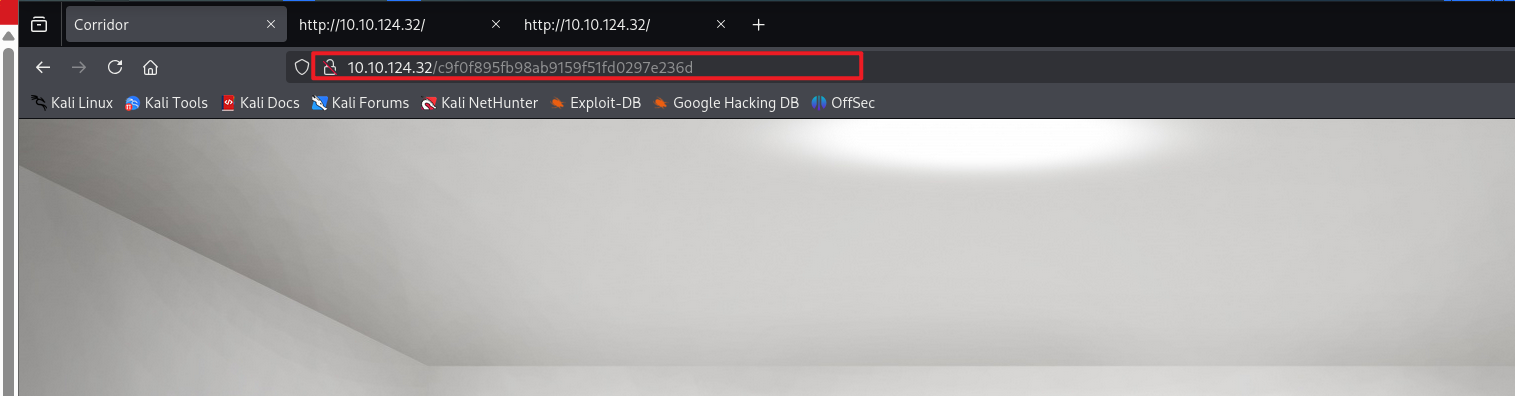 Corridor
http://10.10.124.32/
http://10.10.124.32/
10.10.124.32/c9f0f895fb98ab9159f51fd0297e236d
Kali Linux Kali Tools Kali Docs Kali Forums Kali NetHunter Exploit-DB Google Hacking DB OffSec